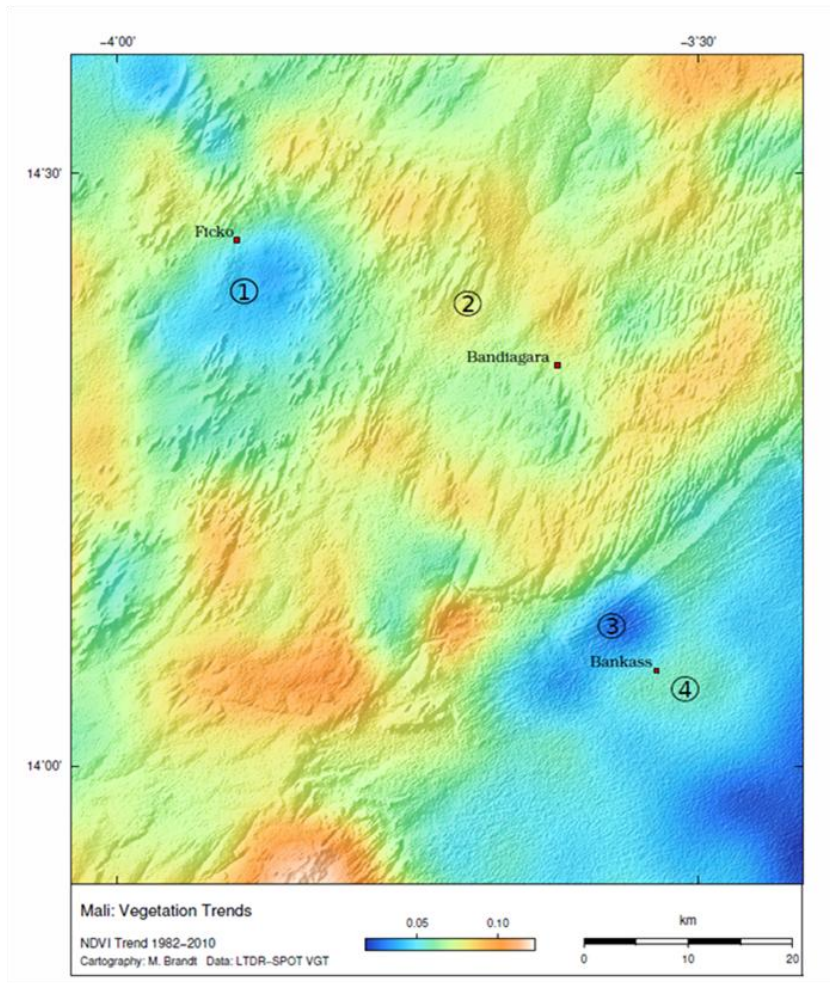 -4°00' -3°30'
14°30'
Ficko
①
②
Bandiagara
③
Bankass
④
14°00'
Mali: Vegetation Trends
NDVI Trend 1982-2010
Cartography: M. Brandt Data: LTDR-SPOT VGT
0.05 0.10
km
0 10 20